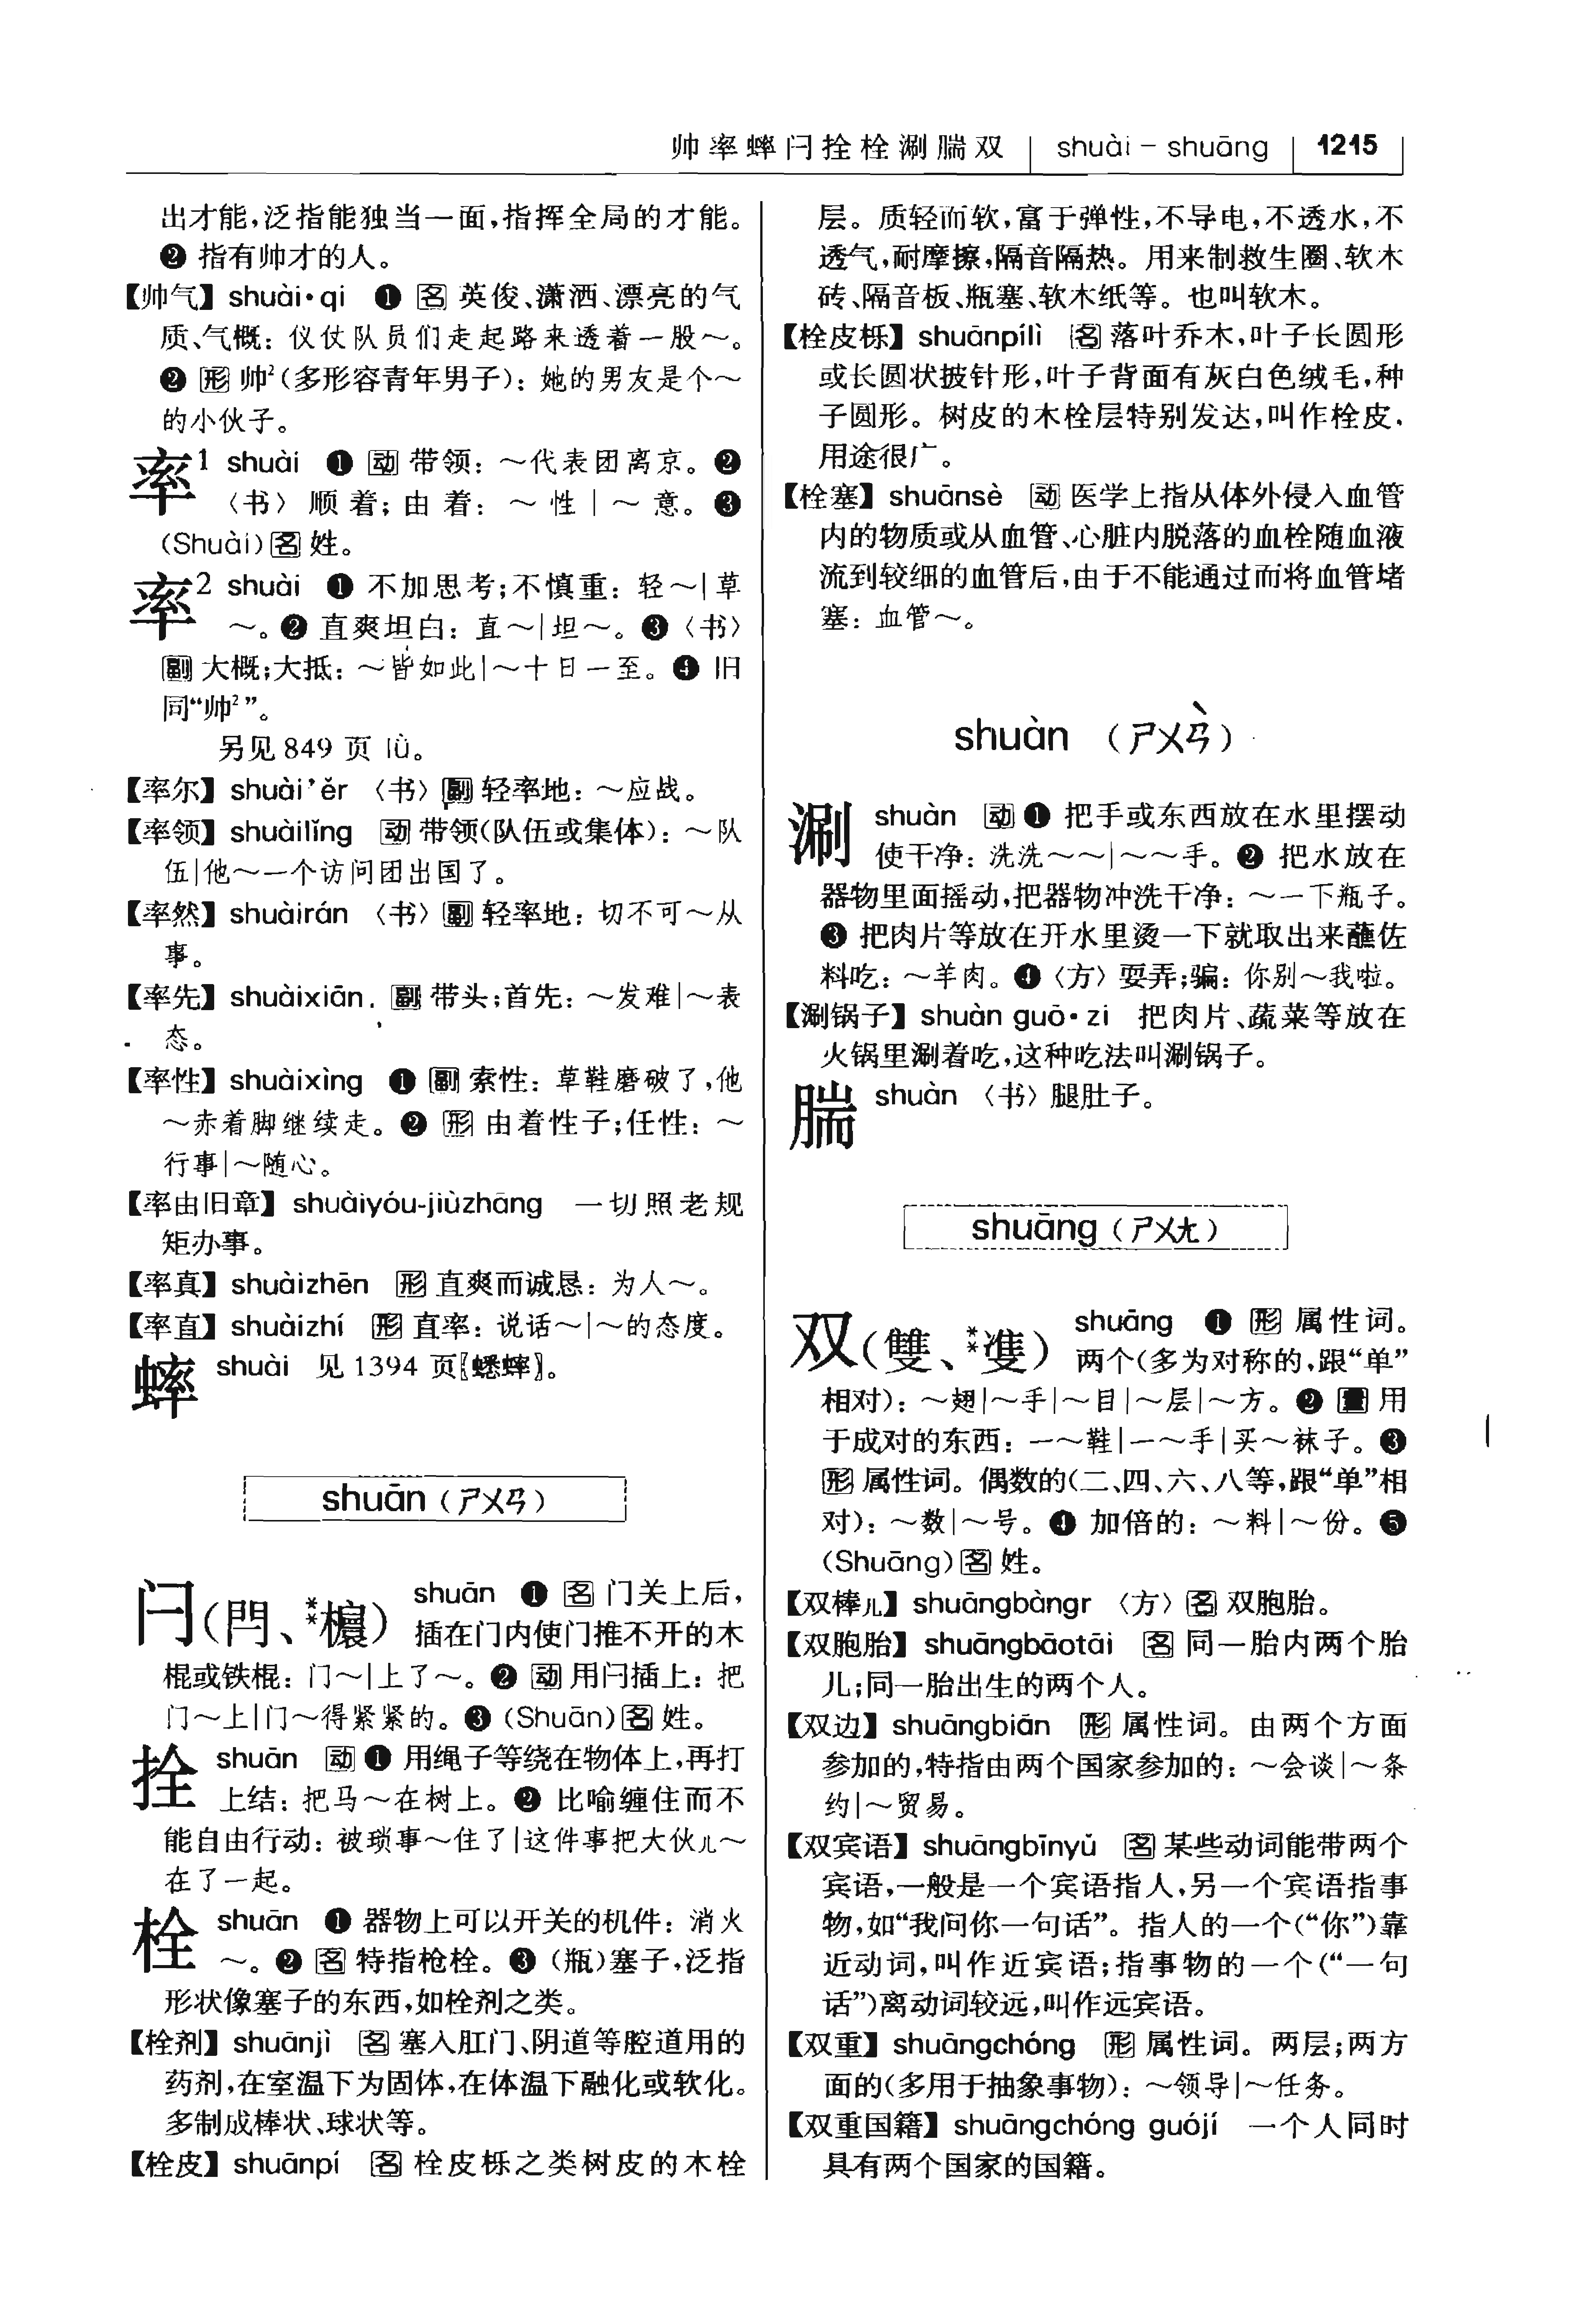 帅率蟀闩拴栓涮腨双 | shuài – shuāng | 1215
出才能,泛指能独当一面,指挥全局的才能。
❷ 指有帅才的人。
【帅气】 shuài·qi ❶ 名 英俊、潇洒、漂亮的气
质、气概:仪仗队员们走起路来透着一股～。
❷ 形 帅²(多形容青年男子):她的男友是个～
的小伙子。
率1 shuài ❶ 动 带领:～代表团离京。❷
〈书〉顺着;由着:～性|～意。❸
(Shuài)名 姓。
率2 shuài ❶ 不加思考;不慎重:轻～|草
～。❷ 直爽坦白:直～|坦～。❸〈书〉
副 大概;大抵:～皆如此|～十日一至。❹ 旧
同“帅²”。
另见 849 页 lǜ。
【率尔】 shuài’ěr 〈书〉副 轻率地:～应战。
【率领】 shuàilǐng 动 带领(队伍或集体):～队
伍|他～一个访问团出国了。
【率然】 shuàirán 〈书〉副 轻率地:切不可～从
事。
【率先】 shuàixiān 副 带头;首先:～发难|～表
态。
【率性】 shuàixìng ❶ 副 索性:草鞋磨破了,他
～赤着脚继续走。❷ 形 由着性子;任性:～
行事|～随心。
【率由旧章】 shuàiyóu-jiùzhāng 一切照老规
矩办事。
【率真】 shuàizhēn 形 直爽而诚恳:为人～。
【率直】 shuàizhí 形 直率:说话～|～的态度。
蟀 shuài 见 1394 页〖蟋蟀〗。
shuān (ㄕㄨㄢ)
闩(閂、**櫦) shuān ❶ 名 门关上后,
插在门内使门推不开的木
棍或铁棍:门～|上了～。❷ 动 用闩插上:把
门～上|门～得紧紧的。❸ (Shuān)名 姓。
拴 shuān 动 ❶ 用绳子等绕在物体上,再打
上结:把马～在树上。❷ 比喻缠住而不
能自由行动:被琐事～住了|这件事把大伙儿～
在了一起。
栓 shuān ❶ 器物上可以开关的机件:消火
～。❷ 名 特指枪栓。❸ (瓶)塞子,泛指
形状像塞子的东西,如栓剂之类。
【栓剂】 shuānjì 名 塞入肛门、阴道等腔道用的
药剂,在室温下为固体,在体温下融化或软化。
多制成棒状、球状等。
【栓皮】 shuānpí 名 栓皮栎之类树皮的木栓
层。质轻而软,富于弹性,不导电,不透水,不
透气,耐摩擦,隔音隔热。用来制救生圈、软木
砖、隔音板、瓶塞、软木纸等。也叫软木。
【栓皮栎】 shuānpílì 名 落叶乔木,叶子长圆形
或长圆状披针形,叶子背面有灰白色绒毛,种
子圆形。树皮的木栓层特别发达,叫作栓皮,
用途很广。
【栓塞】 shuānsè 动 医学上指从体外侵入血管
内的物质或从血管、心脏内脱落的血栓随血液
流到较细的血管后,由于不能通过而将血管堵
塞:血管～。
shuàn (ㄕㄨㄢˋ)
涮 shuàn 动 ❶ 把手或东西放在水里摆动
使干净:洗洗～～|～～手。❷ 把水放在
器物里面摇动,把器物冲洗干净:～一下瓶子。
❸ 把肉片等放在开水里烫一下就取出来蘸佐
料吃:～羊肉。❹〈方〉耍弄;骗:你别～我啦。
【涮锅子】 shuàn guō·zi 把肉片、蔬菜等放在
火锅里涮着吃,这种吃法叫涮锅子。
腨 shuàn 〈书〉腿肚子。
shuāng (ㄕㄨㄤ)
双(雙、**㕠) shuāng ❶ 形 属性词。
两个(多为对称的,跟“单”
相对):～翅|～手|～目|～层|～方。❷ 量 用
于成对的东西:一～鞋|一～手|买～袜子。❸
形 属性词。偶数的(二、四、六、八等,跟“单”相
对):～数|～号。❹ 加倍的:～料|～份。❺
(Shuāng)名 姓。
【双棒儿】 shuāngbàngr 〈方〉名 双胞胎。
【双胞胎】 shuāngbāotāi 名 同一胎内两个胎
儿;同一胎出生的两个人。
【双边】 shuāngbiān 形 属性词。由两个方面
参加的,特指由两个国家参加的:～会谈|～条
约|～贸易。
【双宾语】 shuāngbīnyǔ 名 某些动词能带两个
宾语,一般是一个宾语指人,另一个宾语指事
物,如“我问你一句话”。指人的一个(“你”)靠
近动词,叫作近宾语;指事物的一个(“一句
话”)离动词较远,叫作远宾语。
【双重】 shuāngchóng 形 属性词。两层;两方
面的(多用于抽象事物):～领导|～任务。
【双重国籍】 shuāngchóng guójí 一个人同时
具有两个国家的国籍。